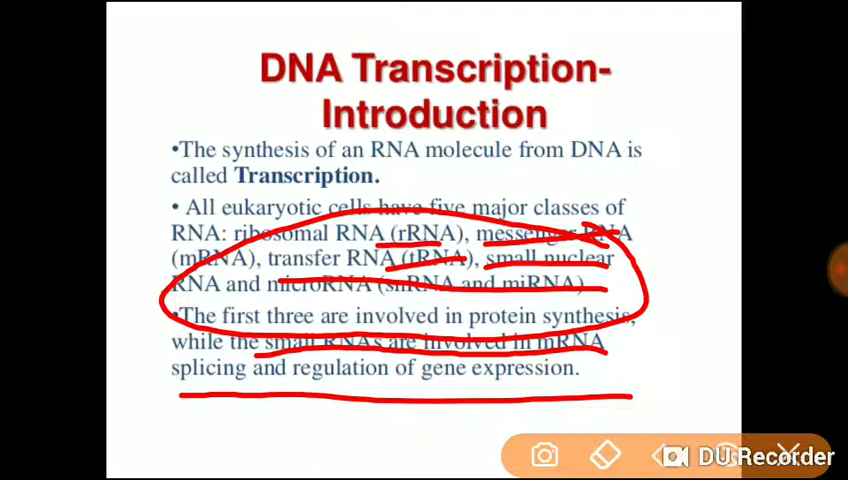 DNA Transcription-
Introduction
•The synthesis of an RNA molecule from DNA is
called Transcription.
• All eukaryotic cells have five major classes of
RNA: ribosomal RNA (rRNA), messenger RNA
(mRNA), transfer RNA (tRNA), small nuclear
RNA and microRNA (snRNA and miRNA)
•The first three are involved in protein synthesis,
while the small RNAs are involved in mRNA
splicing and regulation of gene expression.
DU Recorder